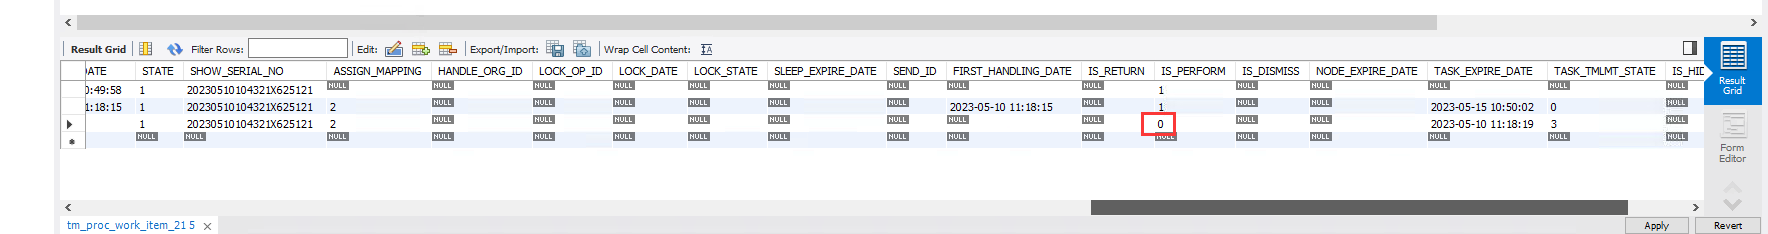 Result Grid Filter Rows: Edit: Export/Import: Wrap Cell Content:
DATE STATE SHOW_SERIAL_NO ASSIGN_MAPPING HANDLE_ORG_ID LOCK_OP_ID LOCK_DATE LOCK_STATE SLEEP_EXPIRE_DATE SEND_ID FIRST_HANDLING_DATE IS_RETURN IS_PERFORM IS_DISMISS NODE_EXPIRE_DATE TASK_EXPIRE_DATE TASK_TMLMT_STATE IS_HID
0:49:58 1 20230510104321X625121 NULL NULL NULL NULL NULL NULL NULL NULL NULL 1 NULL NULL NULL NULL NULL
1:18:15 1 20230510104321X625121 2 NULL NULL NULL NULL NULL NULL 2023-05-10 11:18:15 NULL 1 NULL NULL 2023-05-15 10:50:02 0 NULL
1 20230510104321X625121 2 NULL NULL NULL NULL NULL NULL NULL NULL 0 NULL NULL 2023-05-10 11:18:19 3 NULL
NULL NULL NULL NULL NULL NULL NULL NULL NULL NULL NULL NULL NULL NULL NULL NULL NULL
Result
Grid
Form
Editor
tm_proc_work_item_21 5
Apply Revert